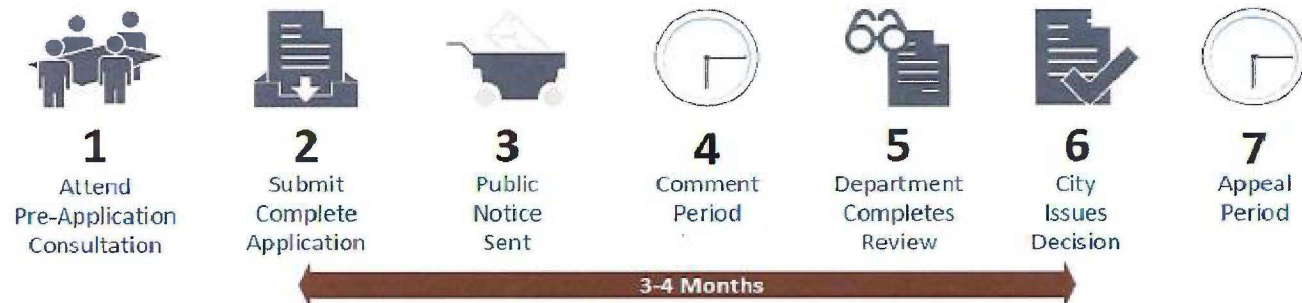 1
Attend
Pre-Application
Consultation
2
Submit
Complete
Application
3
Public
Notice
Sent
4
Comment
Period
5
Department
Completes
Review
6
City
Issues
Decision
7
Appeal
Period
3-4 Months